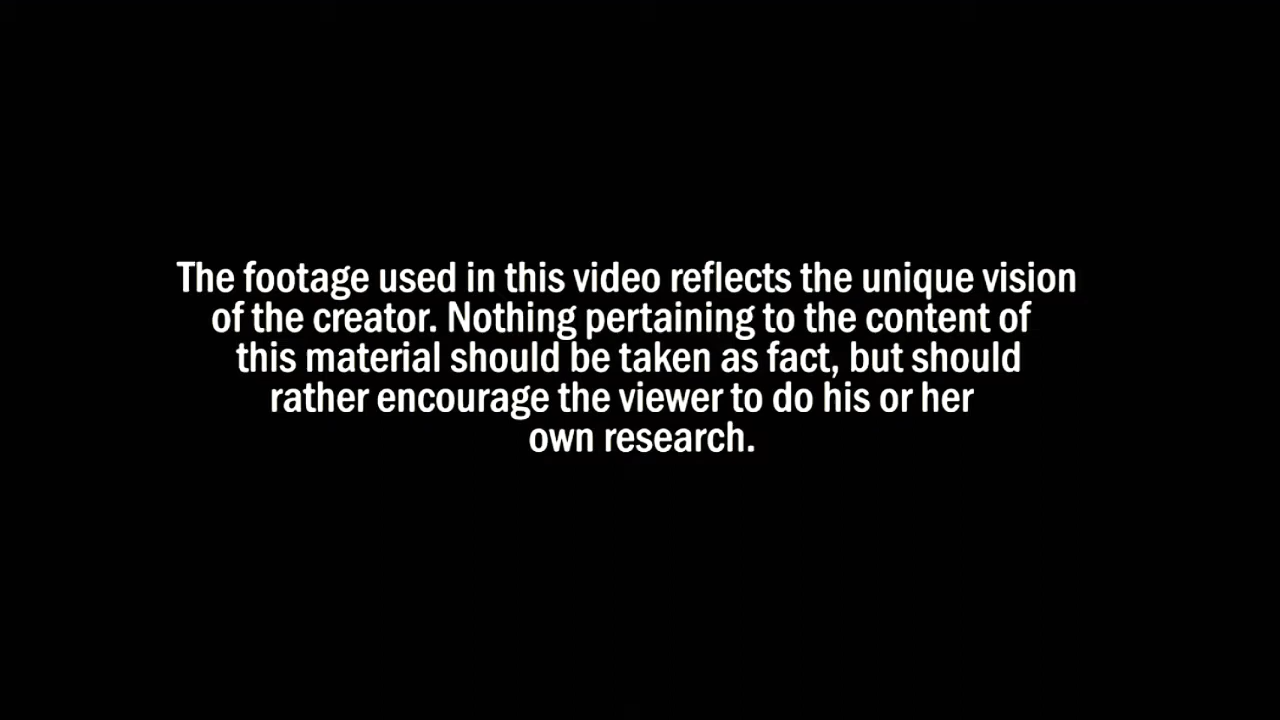 The footage used in this video reflects the unique vision
of the creator. Nothing pertaining to the content of
this material should be taken as fact, but should
rather encourage the viewer to do his or her
own research.